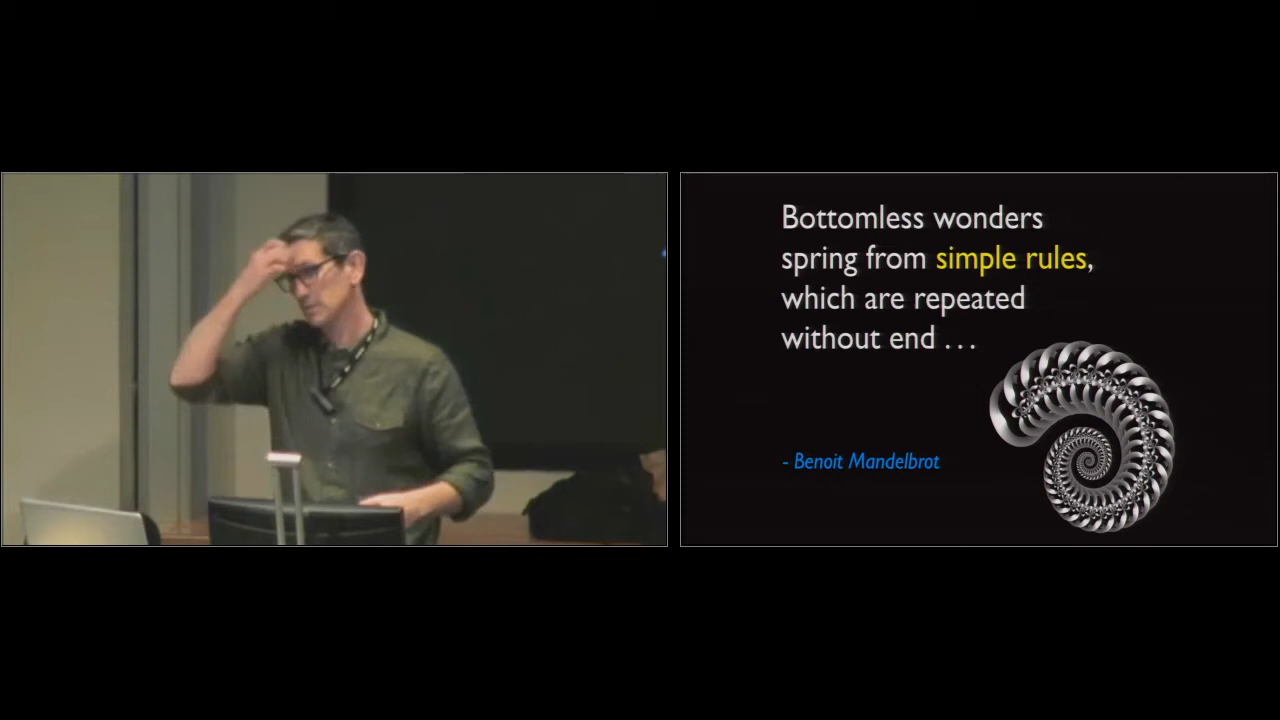 Bottomless wonders
spring from simple rules,
which are repeated
without end . . .
- Benoit Mandelbrot